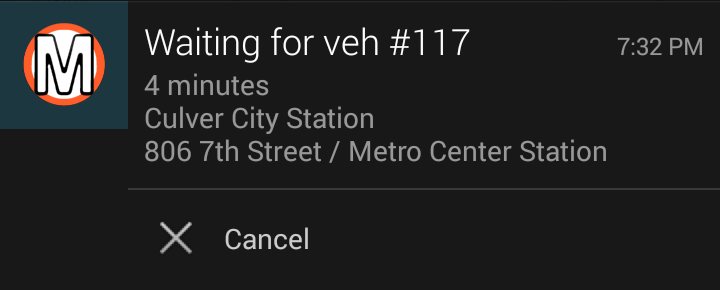 M
Waiting for veh #117
7:32 PM
4 minutes
Culver City Station
806 7th Street / Metro Center Station
Cancel